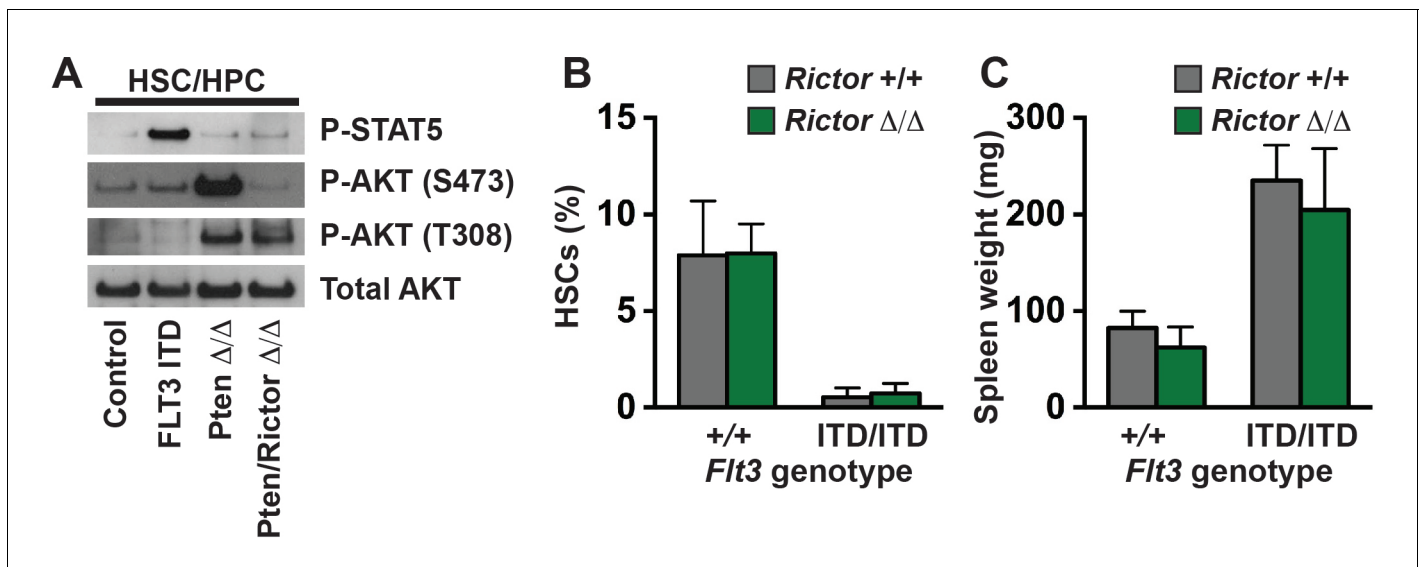 A
HSC/HPC
P-STAT5
P-AKT (S473)
P-AKT (T308)
Total AKT
Control
FLT3 ITD
Pten Δ/Δ
Pten/Rictor Δ/Δ
B
Rictor +/+
Rictor Δ/Δ
HSCs (%)
15
10
5
0
+/+
ITD/ITD
Flt3 genotype
C
Rictor +/+
Rictor Δ/Δ
Spleen weight (mg)
300
200
100
0
+/+
ITD/ITD
Flt3 genotype